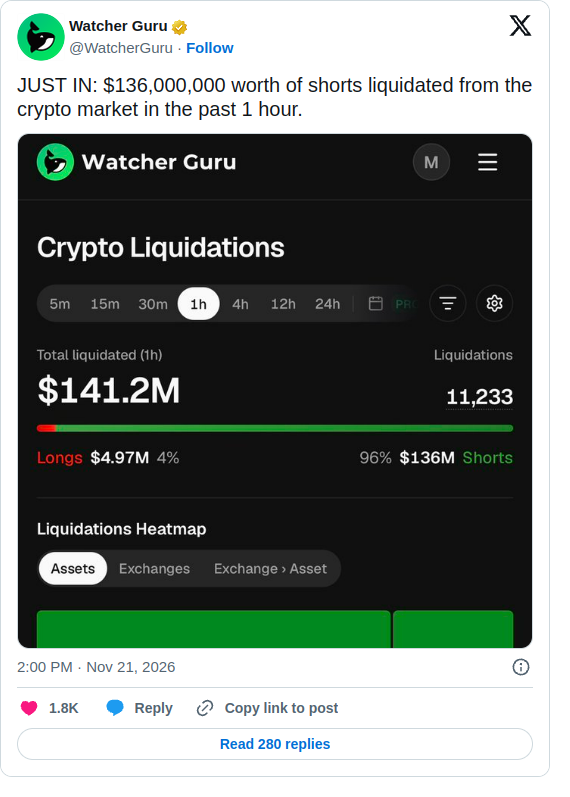 Watcher Guru
@WatcherGuru · Follow
JUST IN: $136,000,000 worth of shorts liquidated from the
crypto market in the past 1 hour.
Watcher Guru M
Crypto Liquidations
5m 15m 30m 1h 4h 12h 24h PRO
Total liquidated (1h) Liquidations
$141.2M 11,233
Longs $4.97M 4% 96% $136M Shorts
Liquidations Heatmap
Assets Exchanges Exchange › Asset
2:00 PM · Nov 21, 2026
1.8K Reply Copy link to post
Read 280 replies